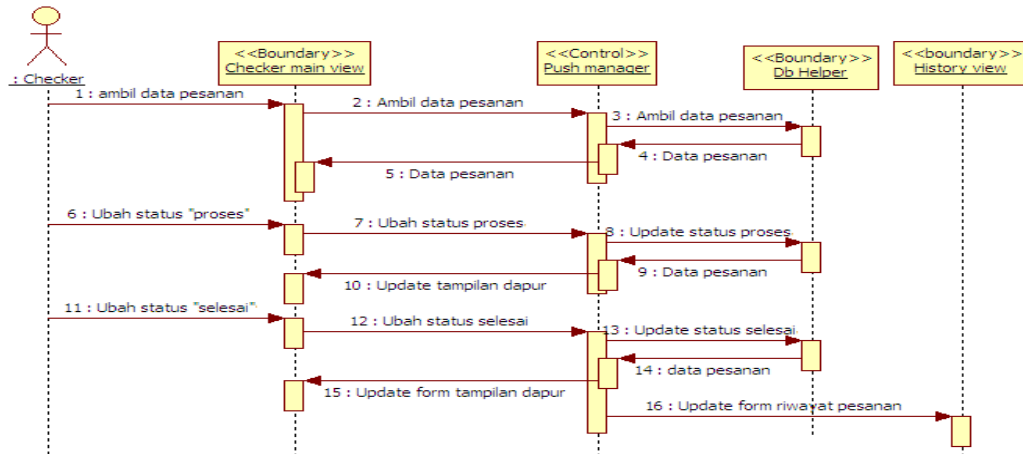 : Checker
<<Boundary>>
Checker main view
<<Control>>
Push manager
<<Boundary>>
Db Helper
<<boundary>>
History view
1 : ambil data pesanan
2 : Ambil data pesanan
3 : Ambil data pesanan
4 : Data pesanan
5 : Data pesanan
6 : Ubah status "proses"
7 : Ubah status proses
8 : Update status proses
9 : Data pesanan
10 : Update tampilan dapur
11 : Ubah status "selesai"
12 : Ubah status selesai
13 : Update status selesai
14 : data pesanan
15 : Update form tampilan dapur
16 : Update form riwayat pesanan